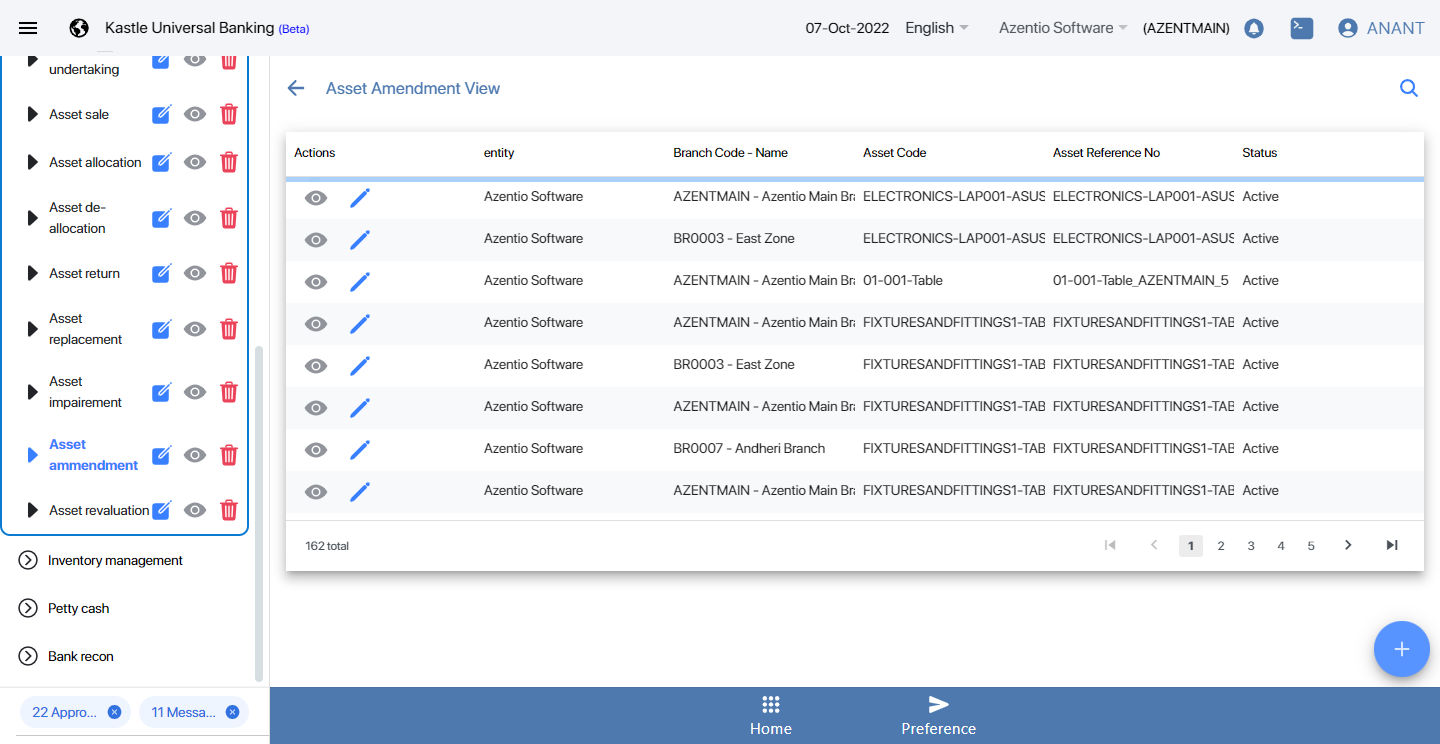 Kastle Universal Banking (Beta)
07-Oct-2022
English
Azentio Software
(AZENTMAIN)
ANANT
undertaking
Asset sale
Asset allocation
Asset de-
allocation
Asset return
Asset
replacement
Asset
impairement
Asset
ammendment
Asset revaluation
Inventory management
Petty cash
Bank recon
22 Appro...
11 Messa...
Asset Amendment View
Actions entity Branch Code - Name Asset Code Asset Reference No Status
Azentio Software AZENTMAIN - Azentio Main Bra ELECTRONICS-LAP001-ASUS ELECTRONICS-LAP001-ASUS Active
Azentio Software BR0003 - East Zone ELECTRONICS-LAP001-ASUS ELECTRONICS-LAP001-ASUS Active
Azentio Software AZENTMAIN - Azentio Main Bra 01-001-Table 01-001-Table_AZENTMAIN_5 Active
Azentio Software AZENTMAIN - Azentio Main Bra FIXTURESANDFITTINGS1-TAB FIXTURESANDFITTINGS1-TAB Active
Azentio Software BR0003 - East Zone FIXTURESANDFITTINGS1-TAB FIXTURESANDFITTINGS1-TAB Active
Azentio Software AZENTMAIN - Azentio Main Bra FIXTURESANDFITTINGS1-TAB FIXTURESANDFITTINGS1-TAB Active
Azentio Software BR0007 - Andheri Branch FIXTURESANDFITTINGS1-TAB FIXTURESANDFITTINGS1-TAB Active
Azentio Software AZENTMAIN - Azentio Main Bra FIXTURESANDFITTINGS1-TAB FIXTURESANDFITTINGS1-TAB Active
162 total
1 2 3 4 5
Home
Preference